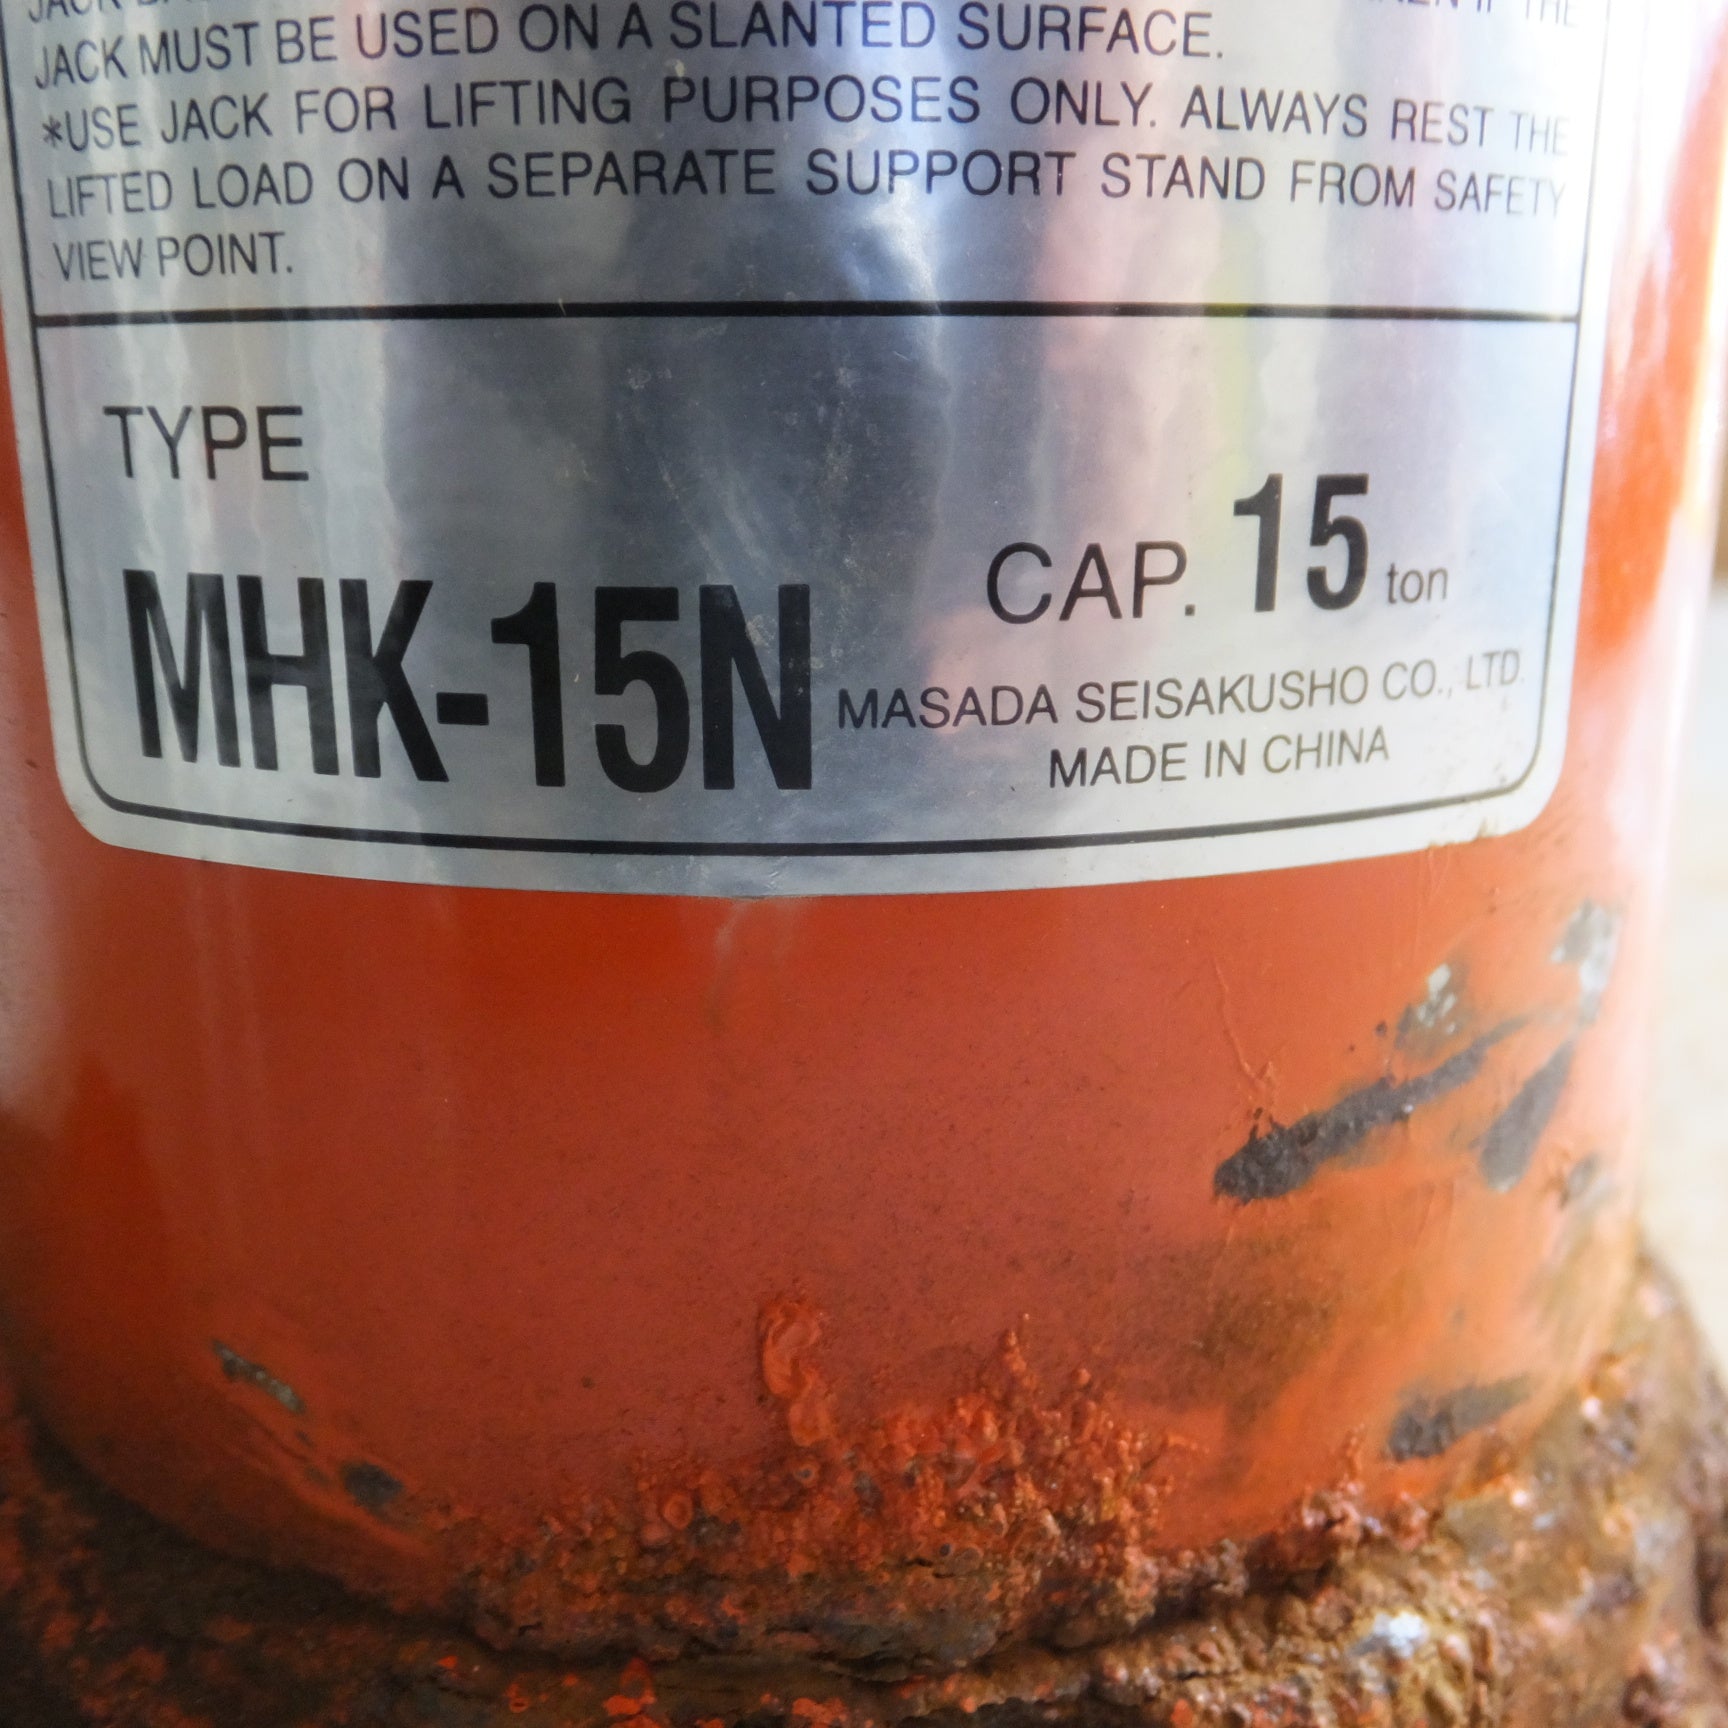 THE
JACK MUST BE USED ON A SLANTED SURFACE.
*USE JACK FOR LIFTING PURPOSES ONLY. ALWAYS REST THE
LIFTED LOAD ON A SEPARATE SUPPORT STAND FROM SAFETY
VIEW POINT.
TYPE
MHK-15N
CAP. 15 ton
MASADA SEISAKUSHO CO., LTD.
MADE IN CHINA